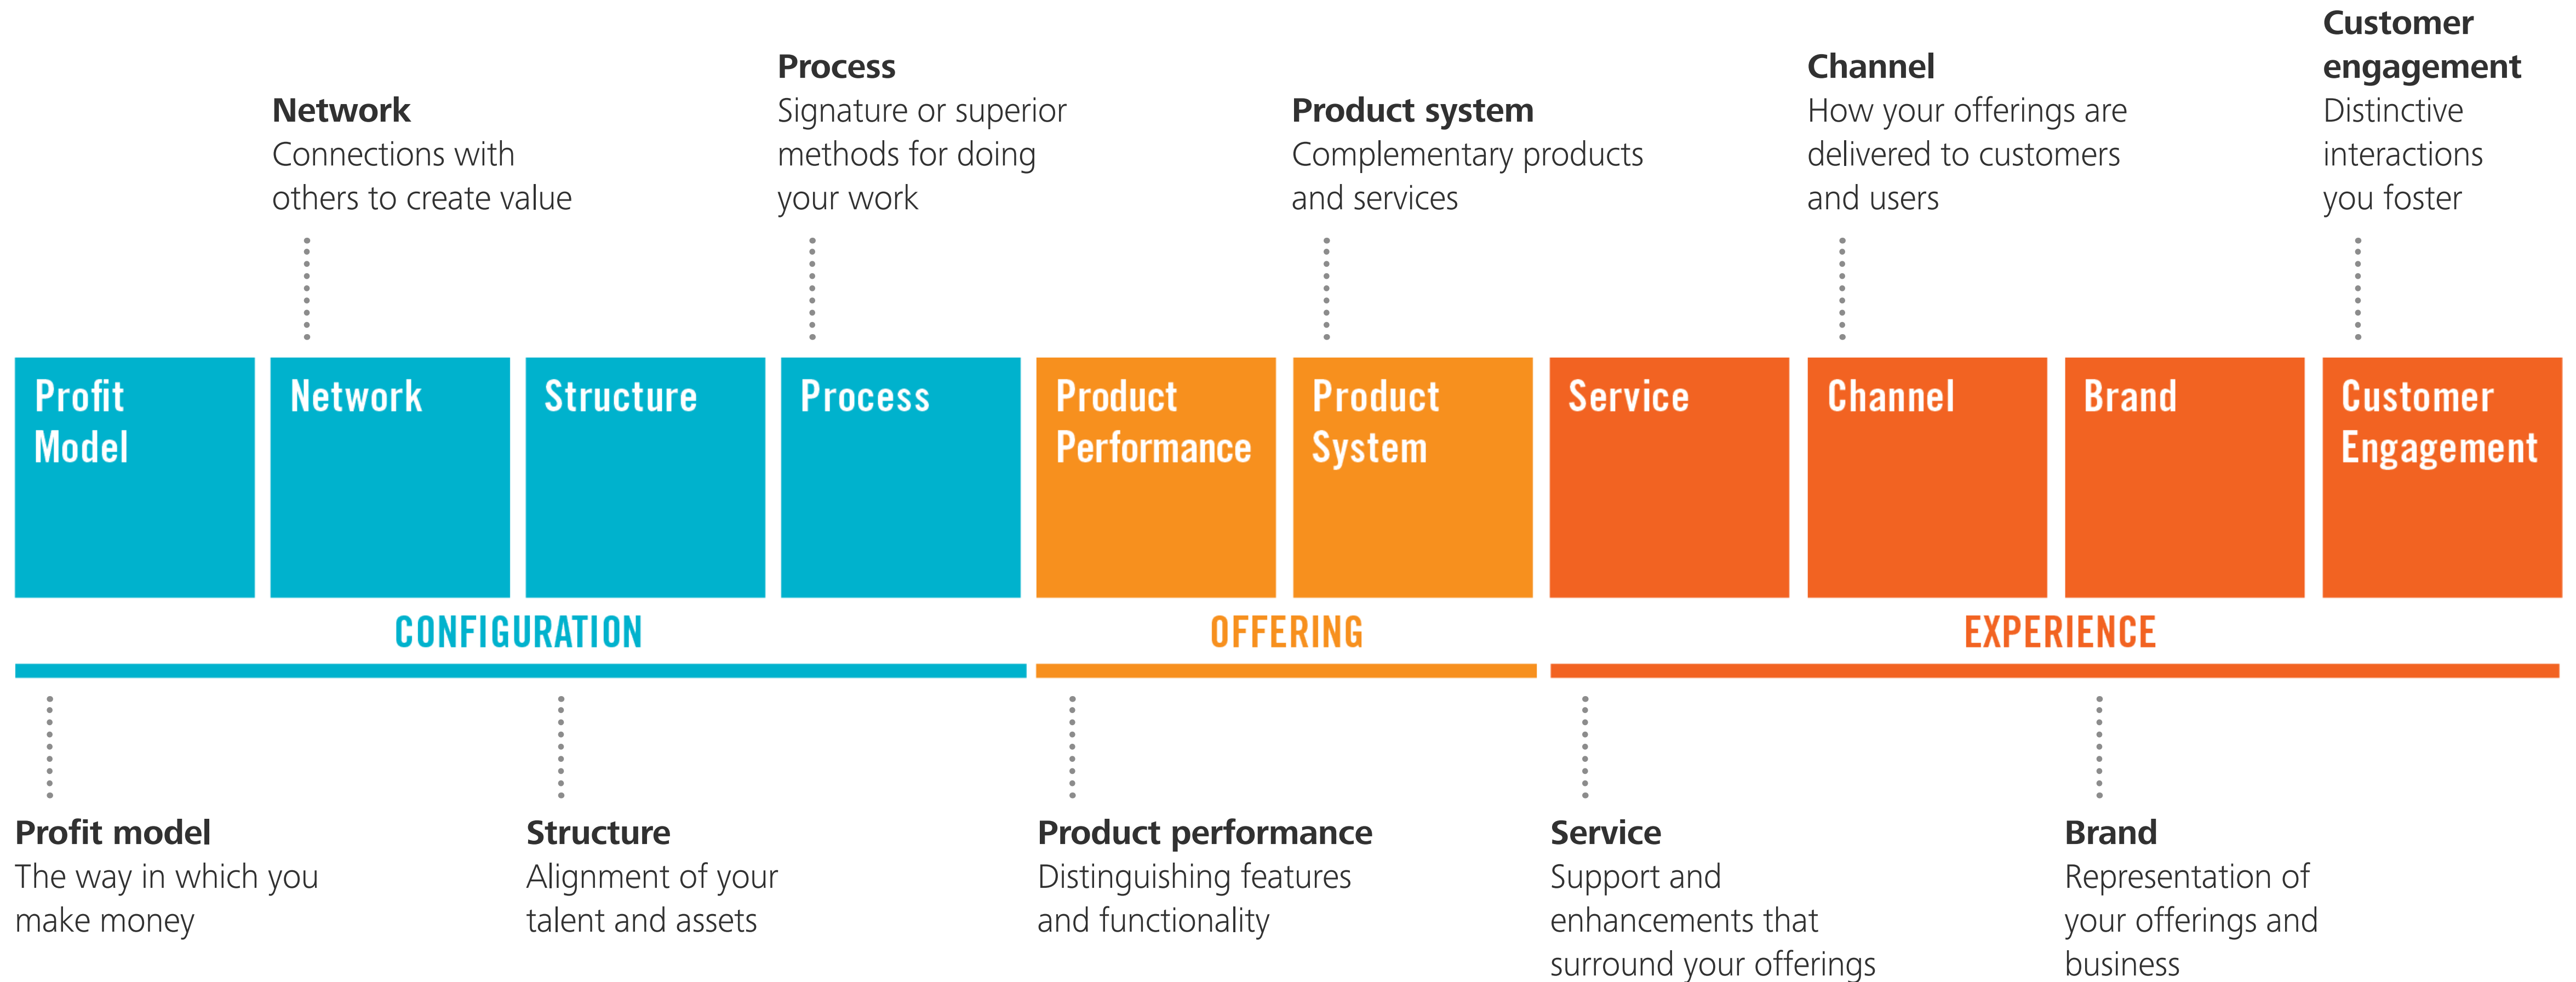 Network
Connections with
others to create value
Process
Signature or superior
methods for doing
your work
Product system
Complementary products
and services
Channel
How your offerings are
delivered to customers
and users
Customer
engagement
Distinctive
interactions
you foster
Profit
Model
Network
Structure
Process
Product
Performance
Product
System
Service
Channel
Brand
Customer
Engagement
CONFIGURATION
OFFERING
EXPERIENCE
Profit model
The way in which you
make money
Structure
Alignment of your
talent and assets
Product performance
Distinguishing features
and functionality
Service
Support and
enhancements that
surround your offerings
Brand
Representation of
your offerings and
business